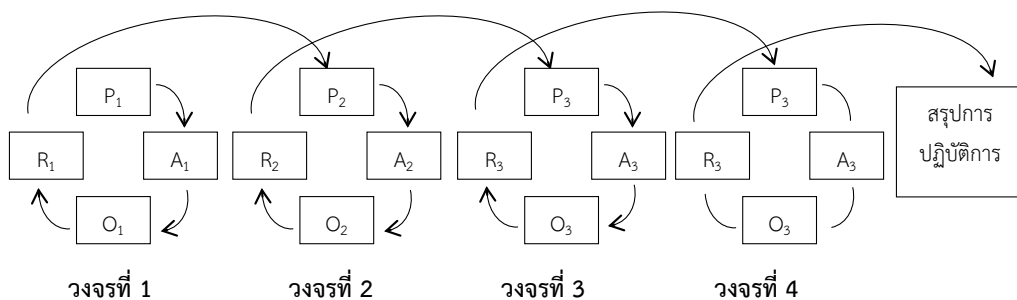 P₁ P₂ P₃ P₃
สรุปการ
ปฏิบัติการ
R₁ A₁ R₂ A₂ R₃ A₃ R₃ A₃
O₁ O₂ O₃ O₃
วงจรที่ 1 วงจรที่ 2 วงจรที่ 3 วงจรที่ 4